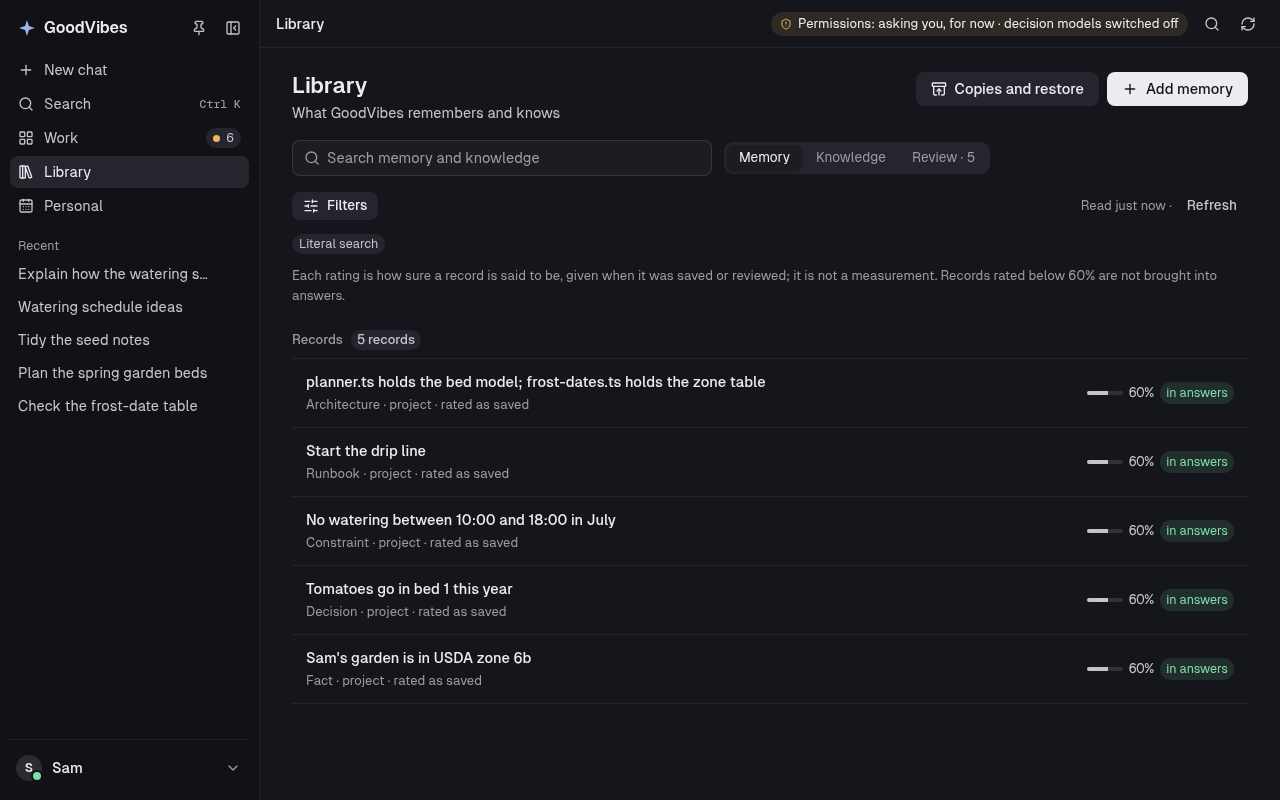 GoodVibes
New chat
Search Ctrl K
Work 6
Library
Personal
Recent
Explain how the watering s…
Watering schedule ideas
Tidy the seed notes
Plan the spring garden beds
Check the frost-date table
S Sam
Library
Permissions: asking you, for now · decision models switched off
Library
What GoodVibes remembers and knows
Copies and restore
Add memory
Search memory and knowledge
Memory Knowledge Review · 5
Filters
Read just now · Refresh
Literal search
Each rating is how sure a record is said to be, given when it was saved or reviewed; it is not a measurement. Records rated below 60% are not brought into
answers.
Records 5 records
planner.ts holds the bed model; frost-dates.ts holds the zone table
Architecture · project · rated as saved
60% in answers
Start the drip line
Runbook · project · rated as saved
60% in answers
No watering between 10:00 and 18:00 in July
Constraint · project · rated as saved
60% in answers
Tomatoes go in bed 1 this year
Decision · project · rated as saved
60% in answers
Sam's garden is in USDA zone 6b
Fact · project · rated as saved
60% in answers